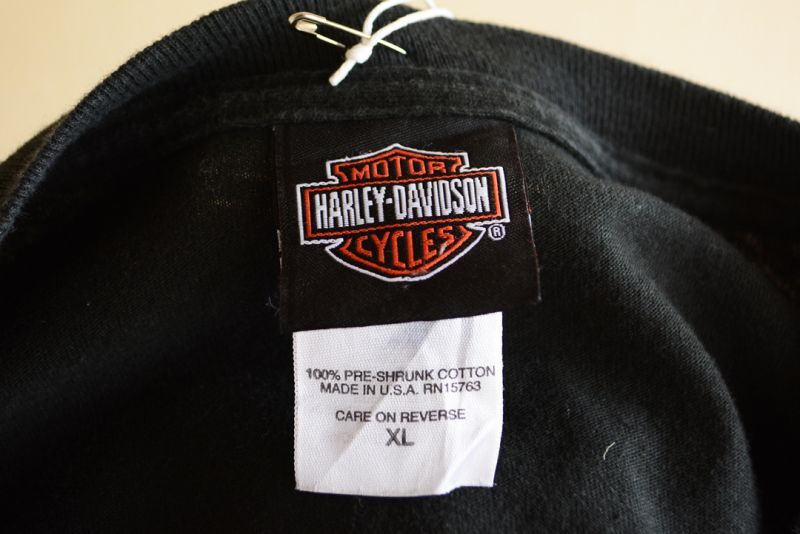 MOTOR
HARLEY-DAVIDSON
CYCLES
®
100% PRE-SHRUNK COTTON
MADE IN U.S.A. RN15763
CARE ON REVERSE
XL